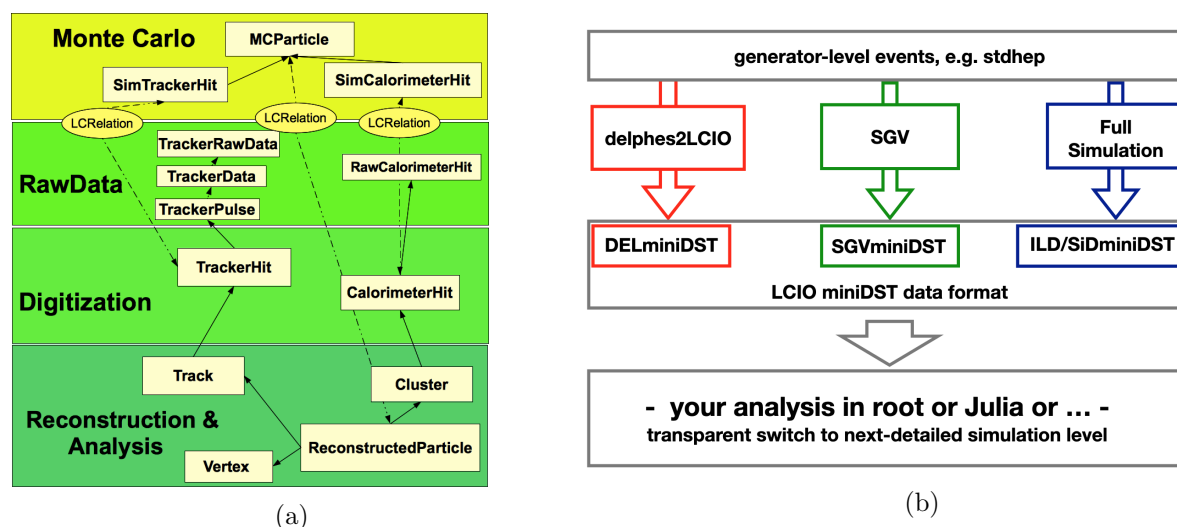 Monte Carlo
MCParticle
SimTrackerHit
SimCalorimeterHit
LCRelation
LCRelation
LCRelation
RawData
TrackerRawData
TrackerData
TrackerPulse
RawCalorimeterHit
Digitization
TrackerHit
CalorimeterHit
Reconstruction &
Analysis
Track
Cluster
ReconstructedParticle
Vertex
(a)
generator-level events, e.g. stdhep
delphes2LCIO
SGV
Full
Simulation
DELminiDST
SGVminiDST
ILD/SiDminiDST
LCIO miniDST data format
- your analysis in root or Julia or ... -
transparent switch to next-detailed simulation level
(b)